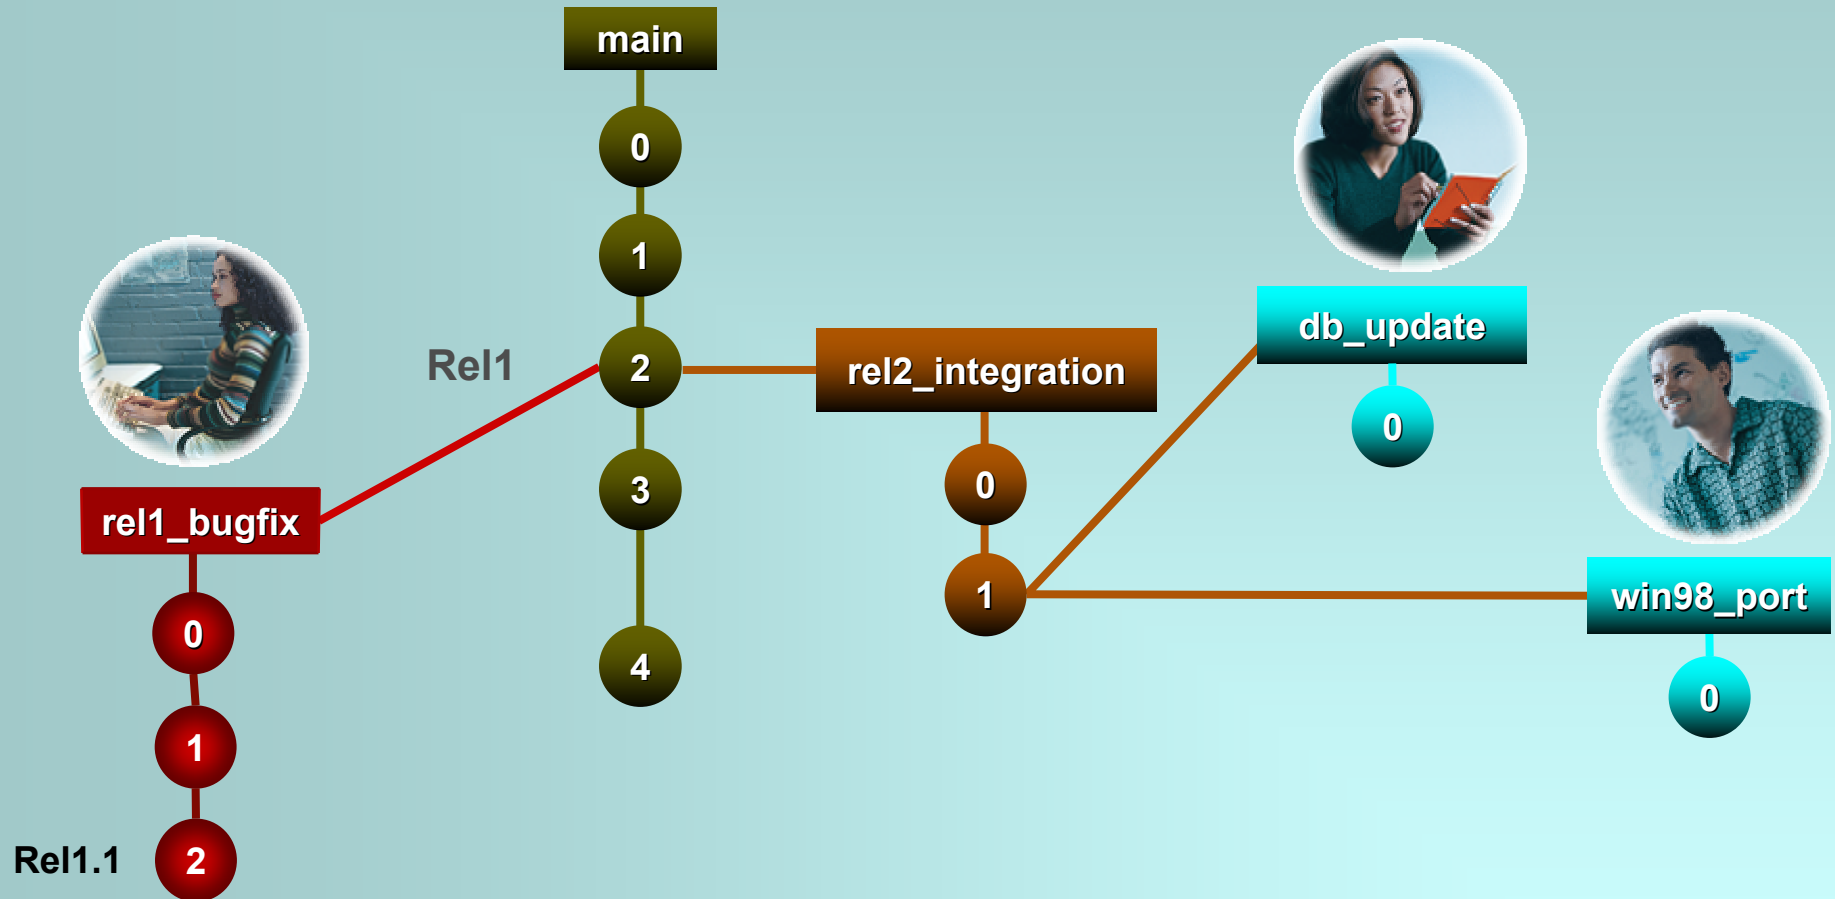 main
0
1
Rel1
2
3
4
rel1_bugfix
0
1
2
Rel1.1
rel2_integration
0
1
db_update
0
win98_port
0